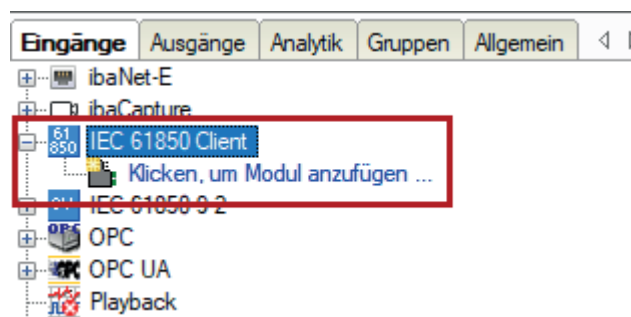 Eingänge Ausgänge Analytik Gruppen Allgemein
ibaNet-E
ibaCapture
61 850 IEC 61850 Client
Klicken, um Modul anzufügen ...
IEC 61850-9-2
OPC
OPC UA
Playback